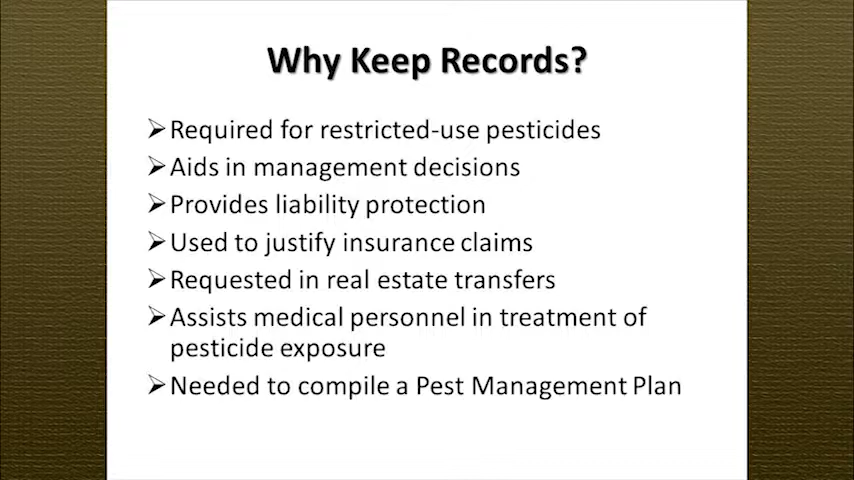 Why Keep Records?
➢Required for restricted-use pesticides
➢Aids in management decisions
➢Provides liability protection
➢Used to justify insurance claims
➢Requested in real estate transfers
➢Assists medical personnel in treatment of
pesticide exposure
➢Needed to compile a Pest Management Plan